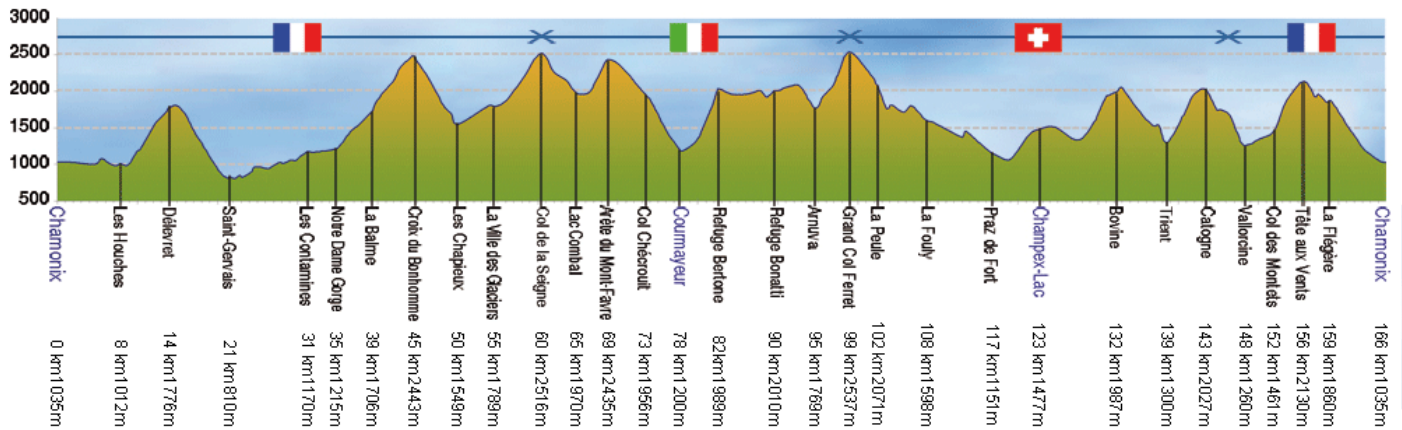 3000
2500
2000
1500
1000
500
Chamonix
Les Houches
Délevret
Saint-Gervais
Les Contamines
Notre Dame Gorge
La Balme
Croix du Bonhomme
Les Chapieux
La Ville des Glaciers
Col de la Seigne
Lac Combal
Arète du Mont-Favre
Col Chécrouit
Courmayeur
Refuge Bertone
Refuge Bonatti
Arnuva
Grand Col Ferret
La Peule
La Fouly
Praz de Fort
Champex-Lac
Bovine
Trient
Catogne
Vallorcine
Col des Montets
Tête aux Vents
La Flégère
Chamonix
0 km1035m
8 km1012m
14 km1776m
21 km810m
31 km1170m
35 km1215m
39 km1706m
45 km2443m
50 km1549m
55 km1789m
60 km2516m
65 km1970m
69 km2435m
73 km1956m
78 km1200m
82km1989m
90 km2010m
95 km1769m
99 km2537m
102 km2071m
108 km1598m
117 km1151m
123 km1477m
132 km1987m
139 km1300m
143 km2027m
148 km1260m
152 km1461m
156 km2130m
159 km1860m
166 km1035m